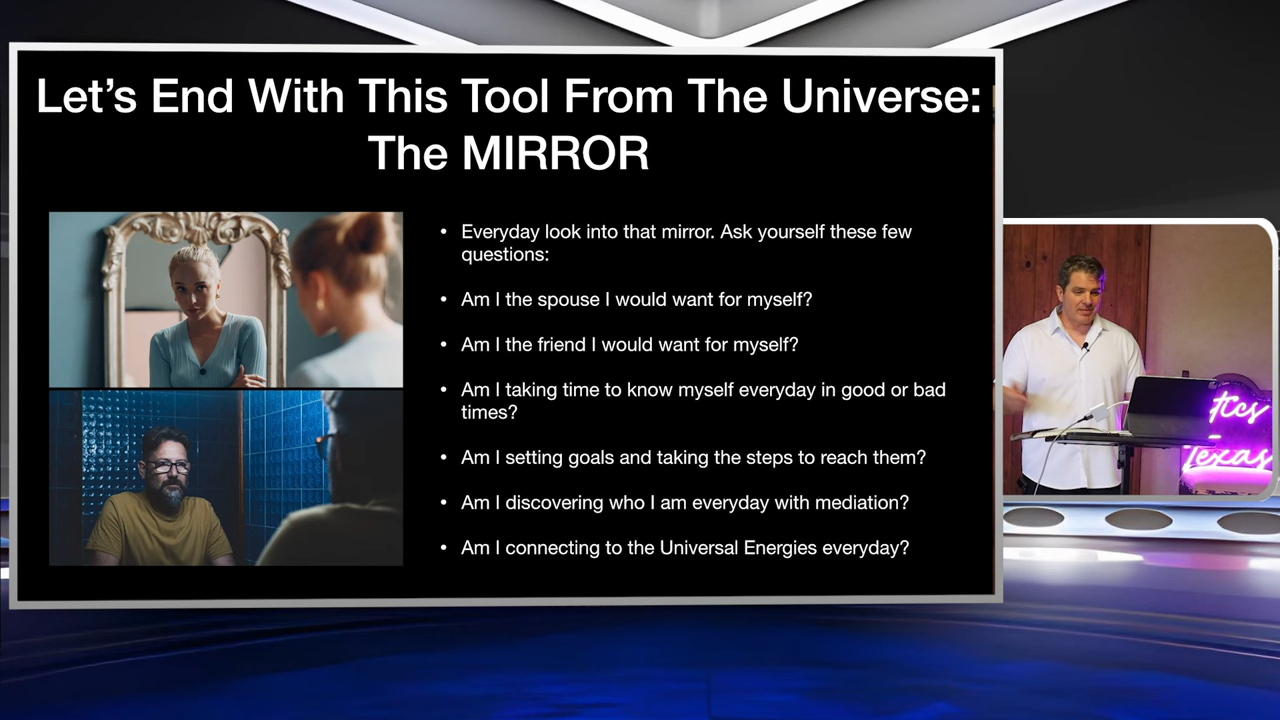 Let's End With This Tool From The Universe:
The MIRROR
• Everyday look into that mirror. Ask yourself these few
questions:
• Am I the spouse I would want for myself?
• Am I the friend I would want for myself?
• Am I taking time to know myself everyday in good or bad
times?
• Am I setting goals and taking the steps to reach them?
• Am I discovering who I am everyday with mediation?
• Am I connecting to the Universal Energies everyday?
Texas